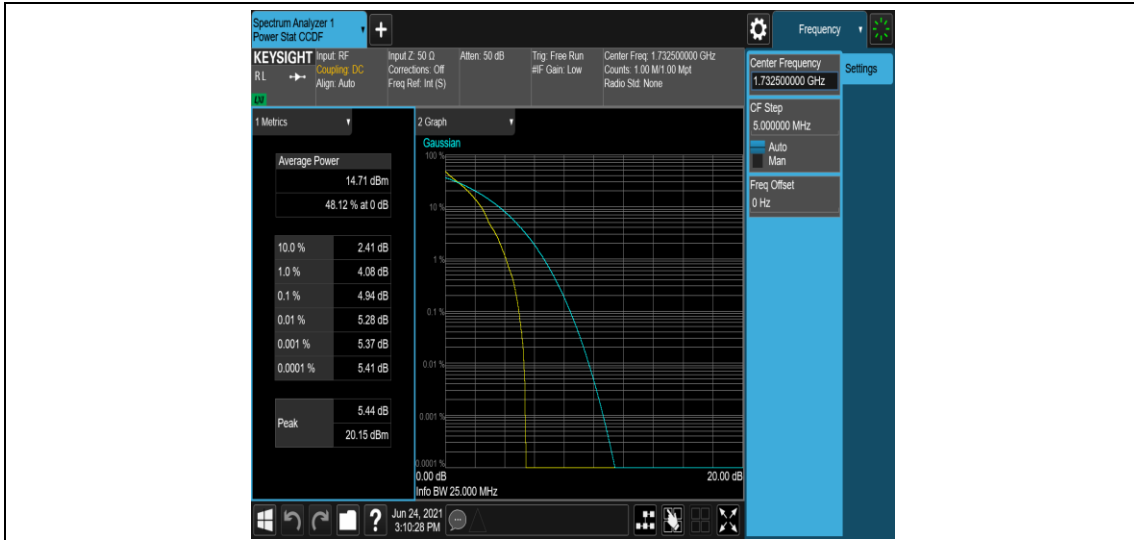 Spectrum Analyzer 1
Power Stat CCDF
Frequency
KEYSIGHT
RL
Input: RF
Coupling: DC
Align: Auto
Input Z: 50 Ω
Corrections: Off
Freq Ref: Int (S)
Atten: 50 dB
Trig: Free Run
#IF Gain: Low
Center Freq: 1.732500000 GHz
Counts: 1.00 M/1.00 Mpt
Radio Std: None
Center Frequency
1.732500000 GHz
Settings
CF Step
5.000000 MHz
Auto
Man
Freq Offset
0 Hz
1 Metrics
Average Power
14.71 dBm
48.12 % at 0 dB
10.0 % 2.41 dB
1.0 % 4.08 dB
0.1 % 4.94 dB
0.01 % 5.28 dB
0.001 % 5.37 dB
0.0001 % 5.41 dB
Peak
5.44 dB
20.15 dBm
2 Graph
Gaussian
100 %
10 %
1 %
0.1 %
0.01 %
0.001 %
0.0001 %
0.00 dB 20.00 dB
Info BW 25.000 MHz
?
Jun 24, 2021
3:10:28 PM